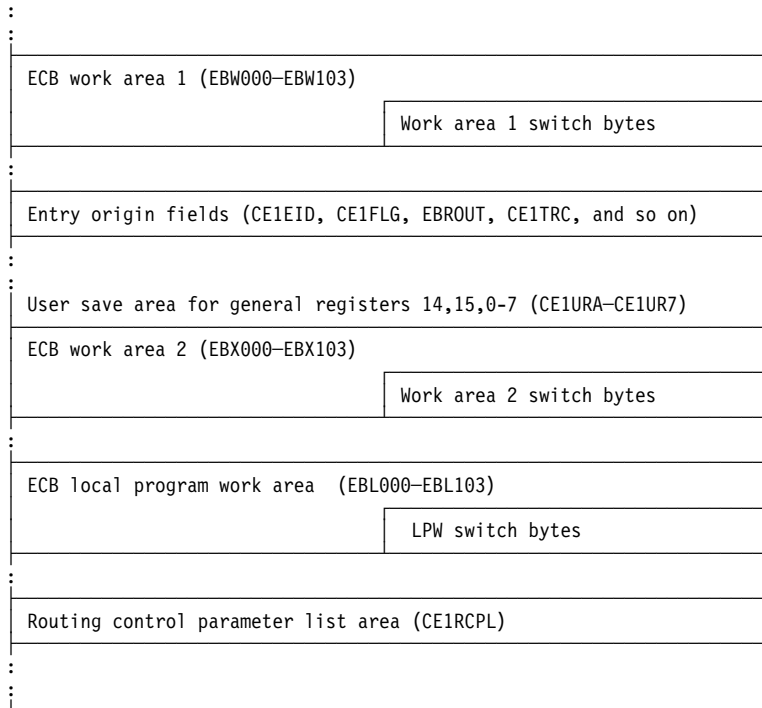 ECB work area 1 (EBW000—EBW103)
Work area 1 switch bytes
Entry origin fields (CE1EID, CE1FLG, EBROUT, CE1TRC, and so on)
User save area for general registers 14,15,0-7 (CE1URA—CE1UR7)
ECB work area 2 (EBX000—EBX103)
Work area 2 switch bytes
ECB local program work area (EBL000—EBL103)
LPW switch bytes
Routing control parameter list area (CE1RCPL)